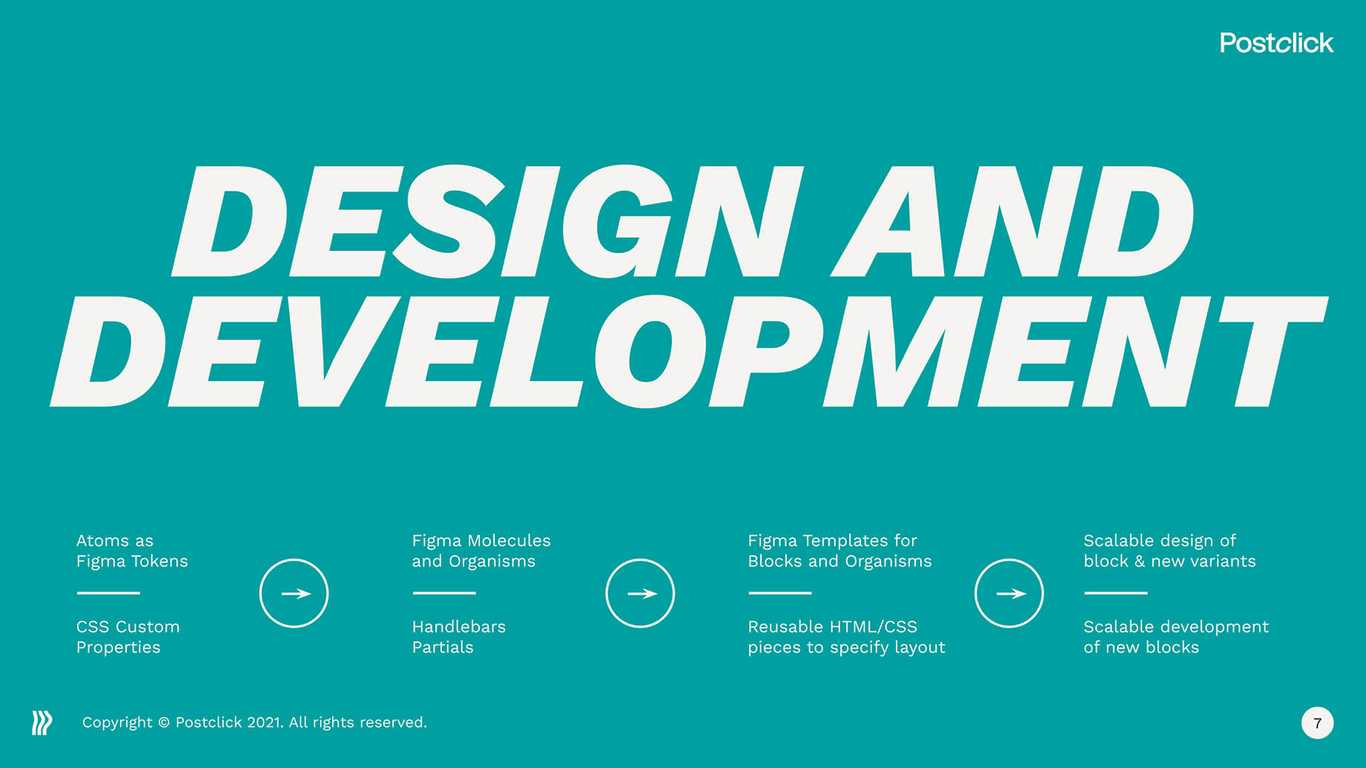 Postclick
DESIGN AND
DEVELOPMENT
Atoms as
Figma Tokens
CSS Custom
Properties
Figma Molecules
and Organisms
Handlebars
Partials
Figma Templates for
Blocks and Organisms
Reusable HTML/CSS
pieces to specify layout
Scalable design of
block & new variants
Scalable development
of new blocks
Copyright © Postclick 2021. All rights reserved.
7